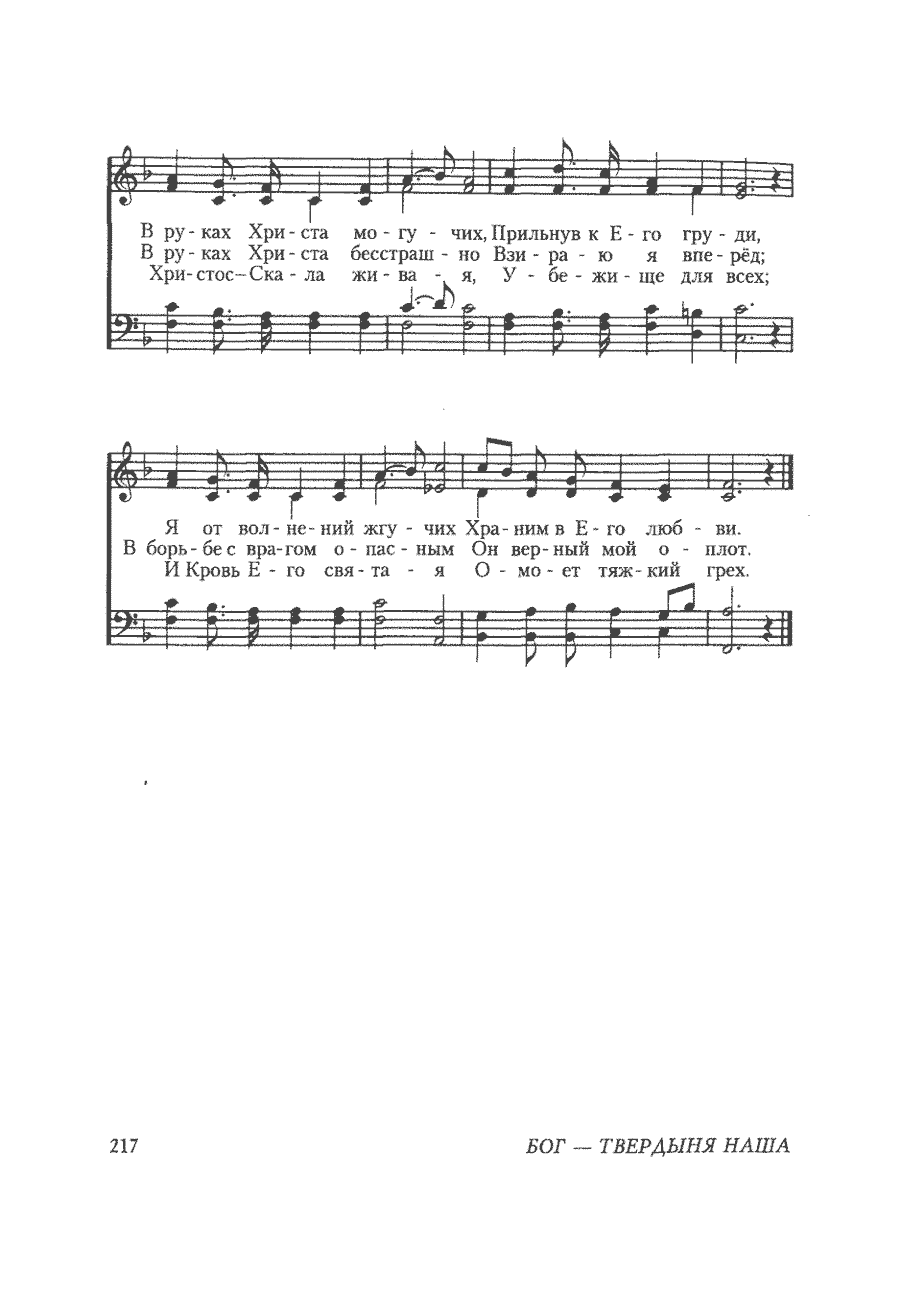 В ру - ках Хри - ста мо - гу - чих, Прильнув к Е - го гру - ди,
В ру - ках Хри - ста бесстраш - но Взи - ра - ю я впе - рёд;
Хри - стос – Ска - ла жи - ва - я, У - бе - жи - ще для всех;
Я от вол - не - ний жгу - чих Хра - ним в Е - го люб - ви.
В борь - бе с вра - гом о - пас - ным Он вер - ный мой о - плот.
И Кровь Е - го свя - та - я О - мо - ет тяж - кий грех.
217 БОГ — ТВЕРДЫНЯ НАША